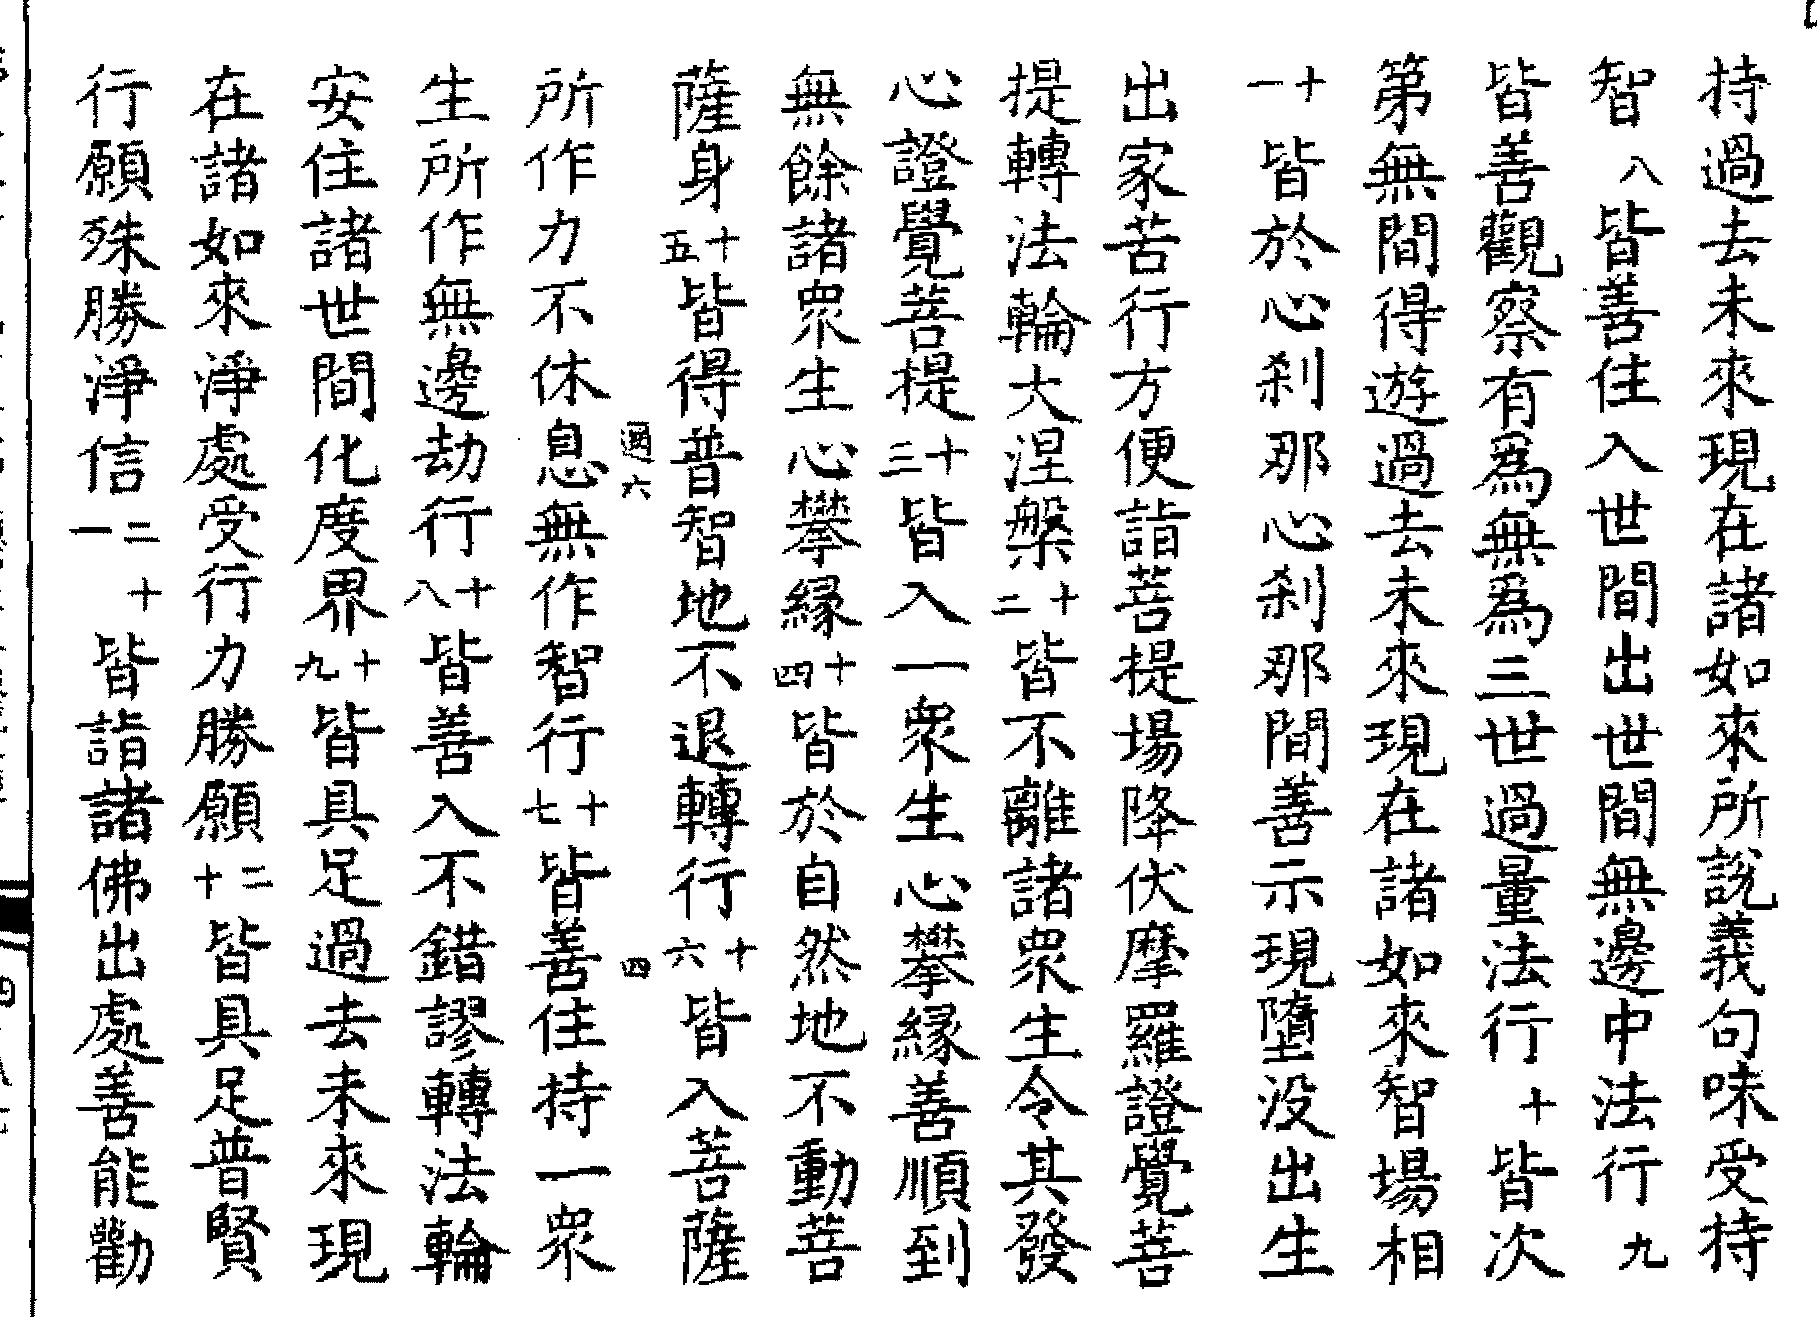 持過去未來現在諸如來所說義句味受持
智八皆善住入世間出世間無邊中法行九
皆善觀察有爲無爲三世過量法行十皆次
第無間得遊過去未來現在諸如來智場相
十一皆於心刹那心刹那間善示現墮没出生
出家苦行方便詣菩提場降伏摩羅證覺菩
提轉法輪大涅槃十二皆不離諸衆生令其發
心證覺菩提十三皆入一衆生心攀緣善順到
無餘諸衆生心攀緣十四皆於自然地不動菩
薩身十五皆得普智地不退轉行十六皆入菩薩
過六 四
所作力不休息無作智行十七皆善住持一衆
生所作無邊劫行十八皆善入不錯謬轉法輪
安住諸世間化度界十九皆具足過去未來現
在諸如來淨處受行力勝願二十皆具足普賢
行願殊勝淨信二十一皆詣諸佛出處善能勸